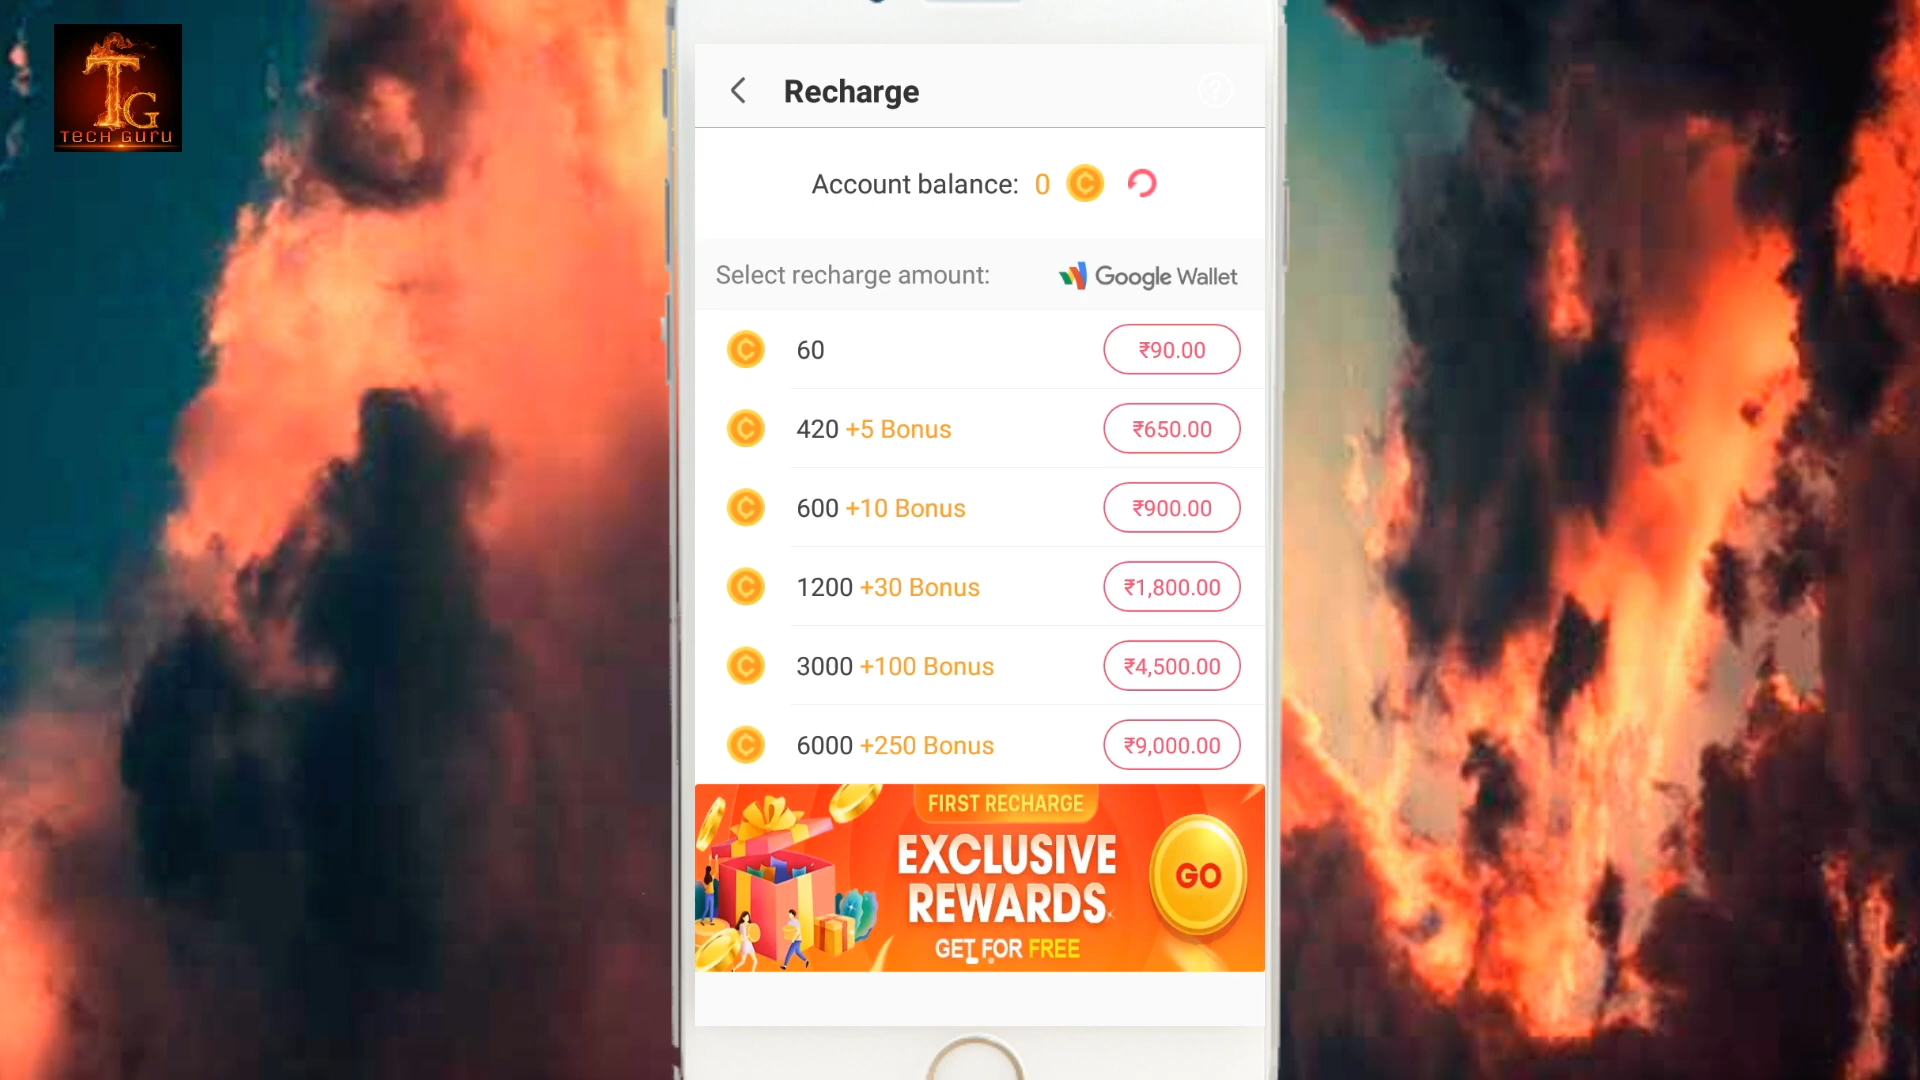 TG
TECH GURU
Recharge
?
Account balance: 0
Select recharge amount:
Google Wallet
60
₹90.00
420 +5 Bonus
₹650.00
600 +10 Bonus
₹900.00
1200 +30 Bonus
₹1,800.00
3000 +100 Bonus
₹4,500.00
6000 +250 Bonus
₹9,000.00
FIRST RECHARGE
EXCLUSIVE
REWARDS
GET FOR FREE
GO